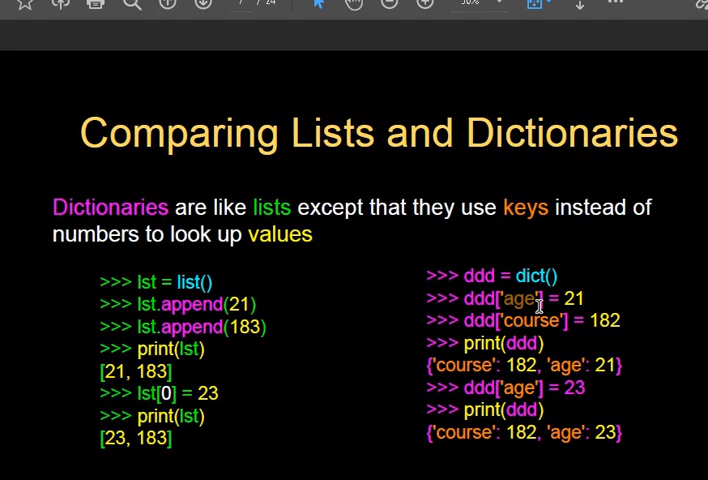 Comparing Lists and Dictionaries
Dictionaries are like lists except that they use keys instead of
numbers to look up values
>>> lst = list()
>>> lst.append(21)
>>> lst.append(183)
>>> print(lst)
[21, 183]
>>> lst[0] = 23
>>> print(lst)
[23, 183]
>>> ddd = dict()
>>> ddd['age'] = 21
>>> ddd['course'] = 182
>>> print(ddd)
{'course': 182, 'age': 21}
>>> ddd['age'] = 23
>>> print(ddd)
{'course': 182, 'age': 23}